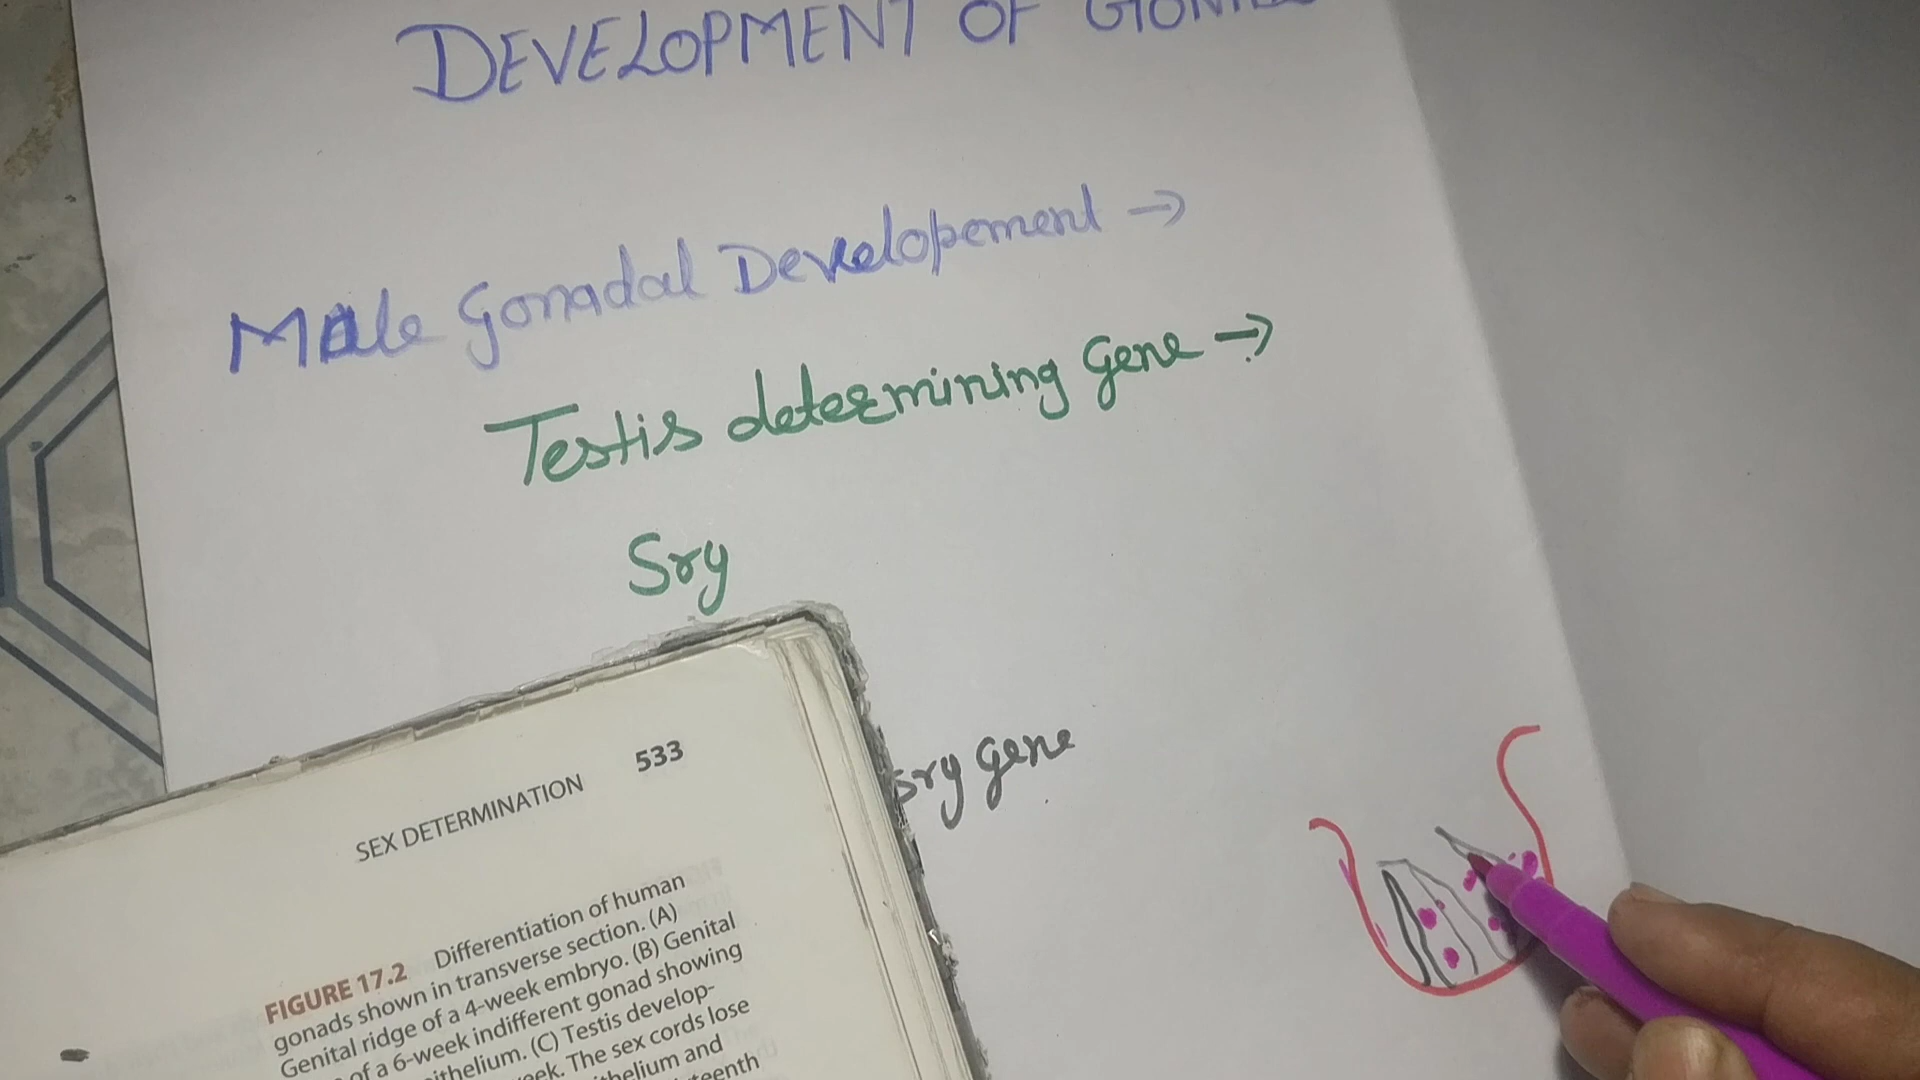 DEVELOPMENT OF
Male Gonadal Developement →
Testis determining Gene →
Sry
sry gene
533
SEX DETERMINATION
FIGURE 17.2 Differentiation of human
gonads shown in transverse section. (A)
Genital ridge of a 4-week embryo. (B) Genital
of a 6-week indifferent gonad showing
(C) Testis develop-
The sex cords lose
and